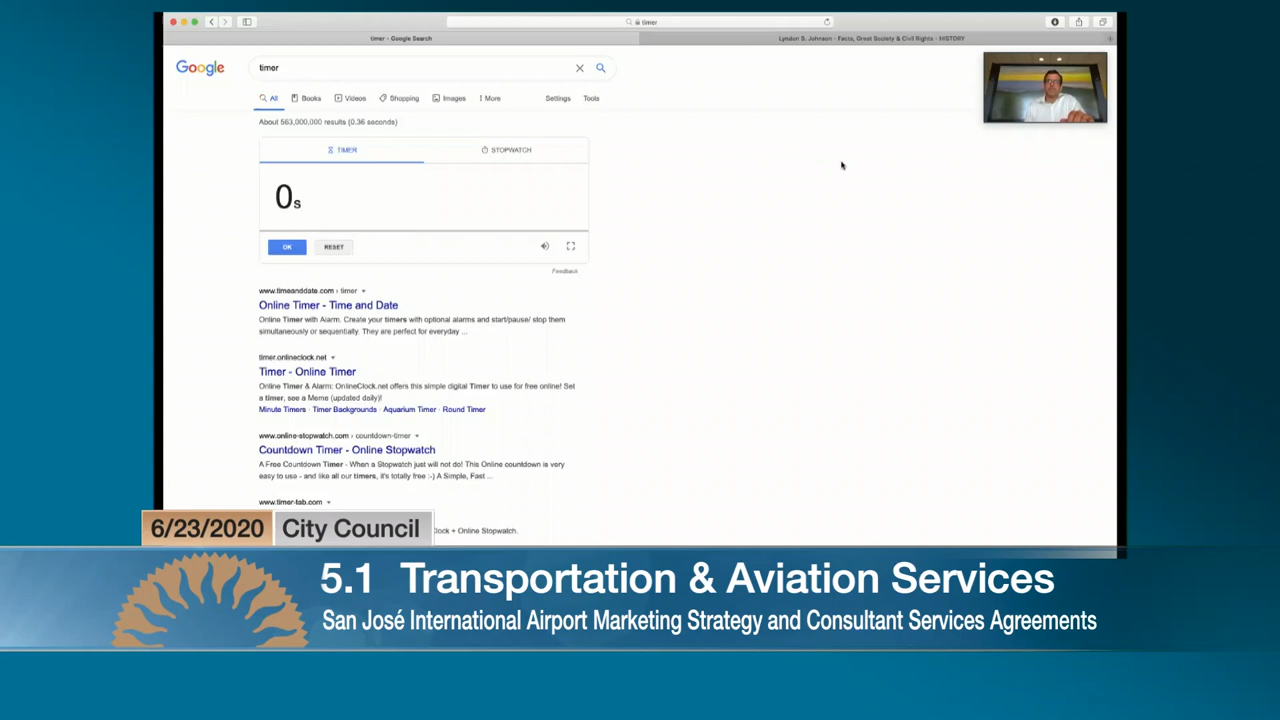 timer
timer - Google Search
Lyndon B. Johnson - Facts, Great Society & Civil Rights - HISTORY
Google
timer
All
Books
Videos
Shopping
Images
More
Settings
Tools
About 563,000,000 results (0.36 seconds)
TIMER
STOPWATCH
0s
OK
RESET
Feedback
www.timeanddate.com › timer
Online Timer - Time and Date
Online Timer with Alarm. Create your timers with optional alarms and start/pause/ stop them
simultaneously or sequentially. They are perfect for everyday ...
timer.onlineclock.net
Timer - Online Timer
Online Timer & Alarm: OnlineClock.net offers this simple digital Timer to use for free online! Set
a timer, see a Meme (updated daily)!
Minute Timers · Timer Backgrounds · Aquarium Timer · Round Timer
www.online-stopwatch.com › countdown-timer
Countdown Timer - Online Stopwatch
A Free Countdown Timer - When a Stopwatch just will not do! This Online countdown is very
easy to use - and like all our timers, it's totally free :-) A Simple, Fast ...
www.timer-tab.com
lock + Online Stopwatch.
6/23/2020 City Council
5.1 Transportation & Aviation Services
San José International Airport Marketing Strategy and Consultant Services Agreements